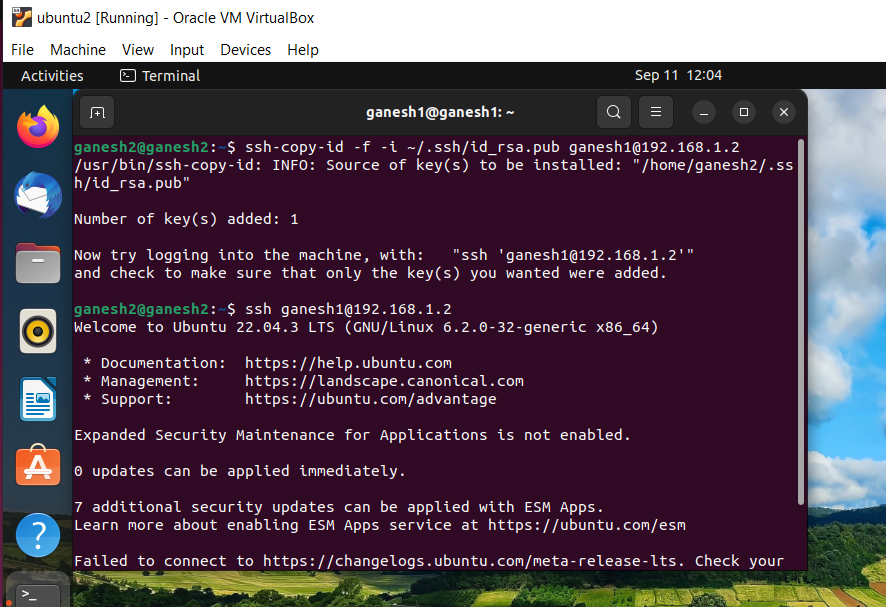 ubuntu2 [Running] - Oracle VM VirtualBox
File Machine View Input Devices Help
Activities Terminal Sep 11 12:04
ganesh1@ganesh1: ~
ganesh2@ganesh2:~$ ssh-copy-id -f -i ~/.ssh/id_rsa.pub ganesh1@192.168.1.2
/usr/bin/ssh-copy-id: INFO: Source of key(s) to be installed: "/home/ganesh2/.ss
h/id_rsa.pub"
Number of key(s) added: 1
Now try logging into the machine, with:   "ssh 'ganesh1@192.168.1.2'"
and check to make sure that only the key(s) you wanted were added.
ganesh2@ganesh2:~$ ssh ganesh1@192.168.1.2
Welcome to Ubuntu 22.04.3 LTS (GNU/Linux 6.2.0-32-generic x86_64)
* Documentation:  https://help.ubuntu.com
* Management:     https://landscape.canonical.com
* Support:        https://ubuntu.com/advantage
Expanded Security Maintenance for Applications is not enabled.
0 updates can be applied immediately.
7 additional security updates can be applied with ESM Apps.
Learn more about enabling ESM Apps service at https://ubuntu.com/esm
Failed to connect to https://changelogs.ubuntu.com/meta-release-lts. Check your